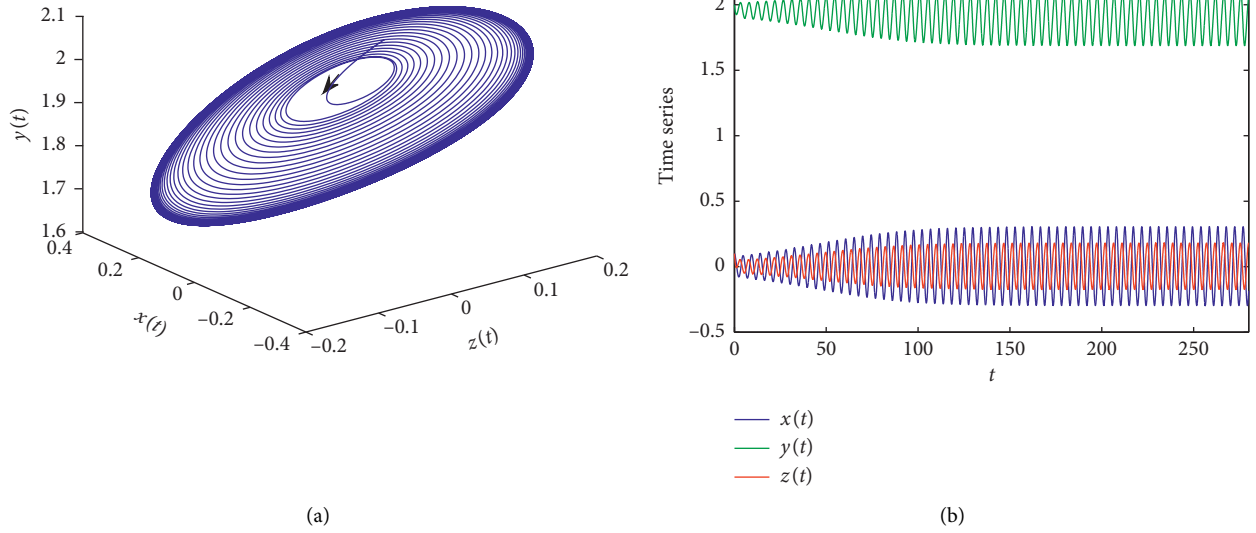 2.1
2
1.9
1.8
1.7
1.6
y(t)
0.4
0.2
0
–0.2
–0.4
x(t)
–0.2
–0.1
0
0.1
0.2
z(t)
(a)
2
1.5
1
0.5
0
–0.5
Time series
0 50 100 150 200 250
t
x(t)
y(t)
z(t)
(b)